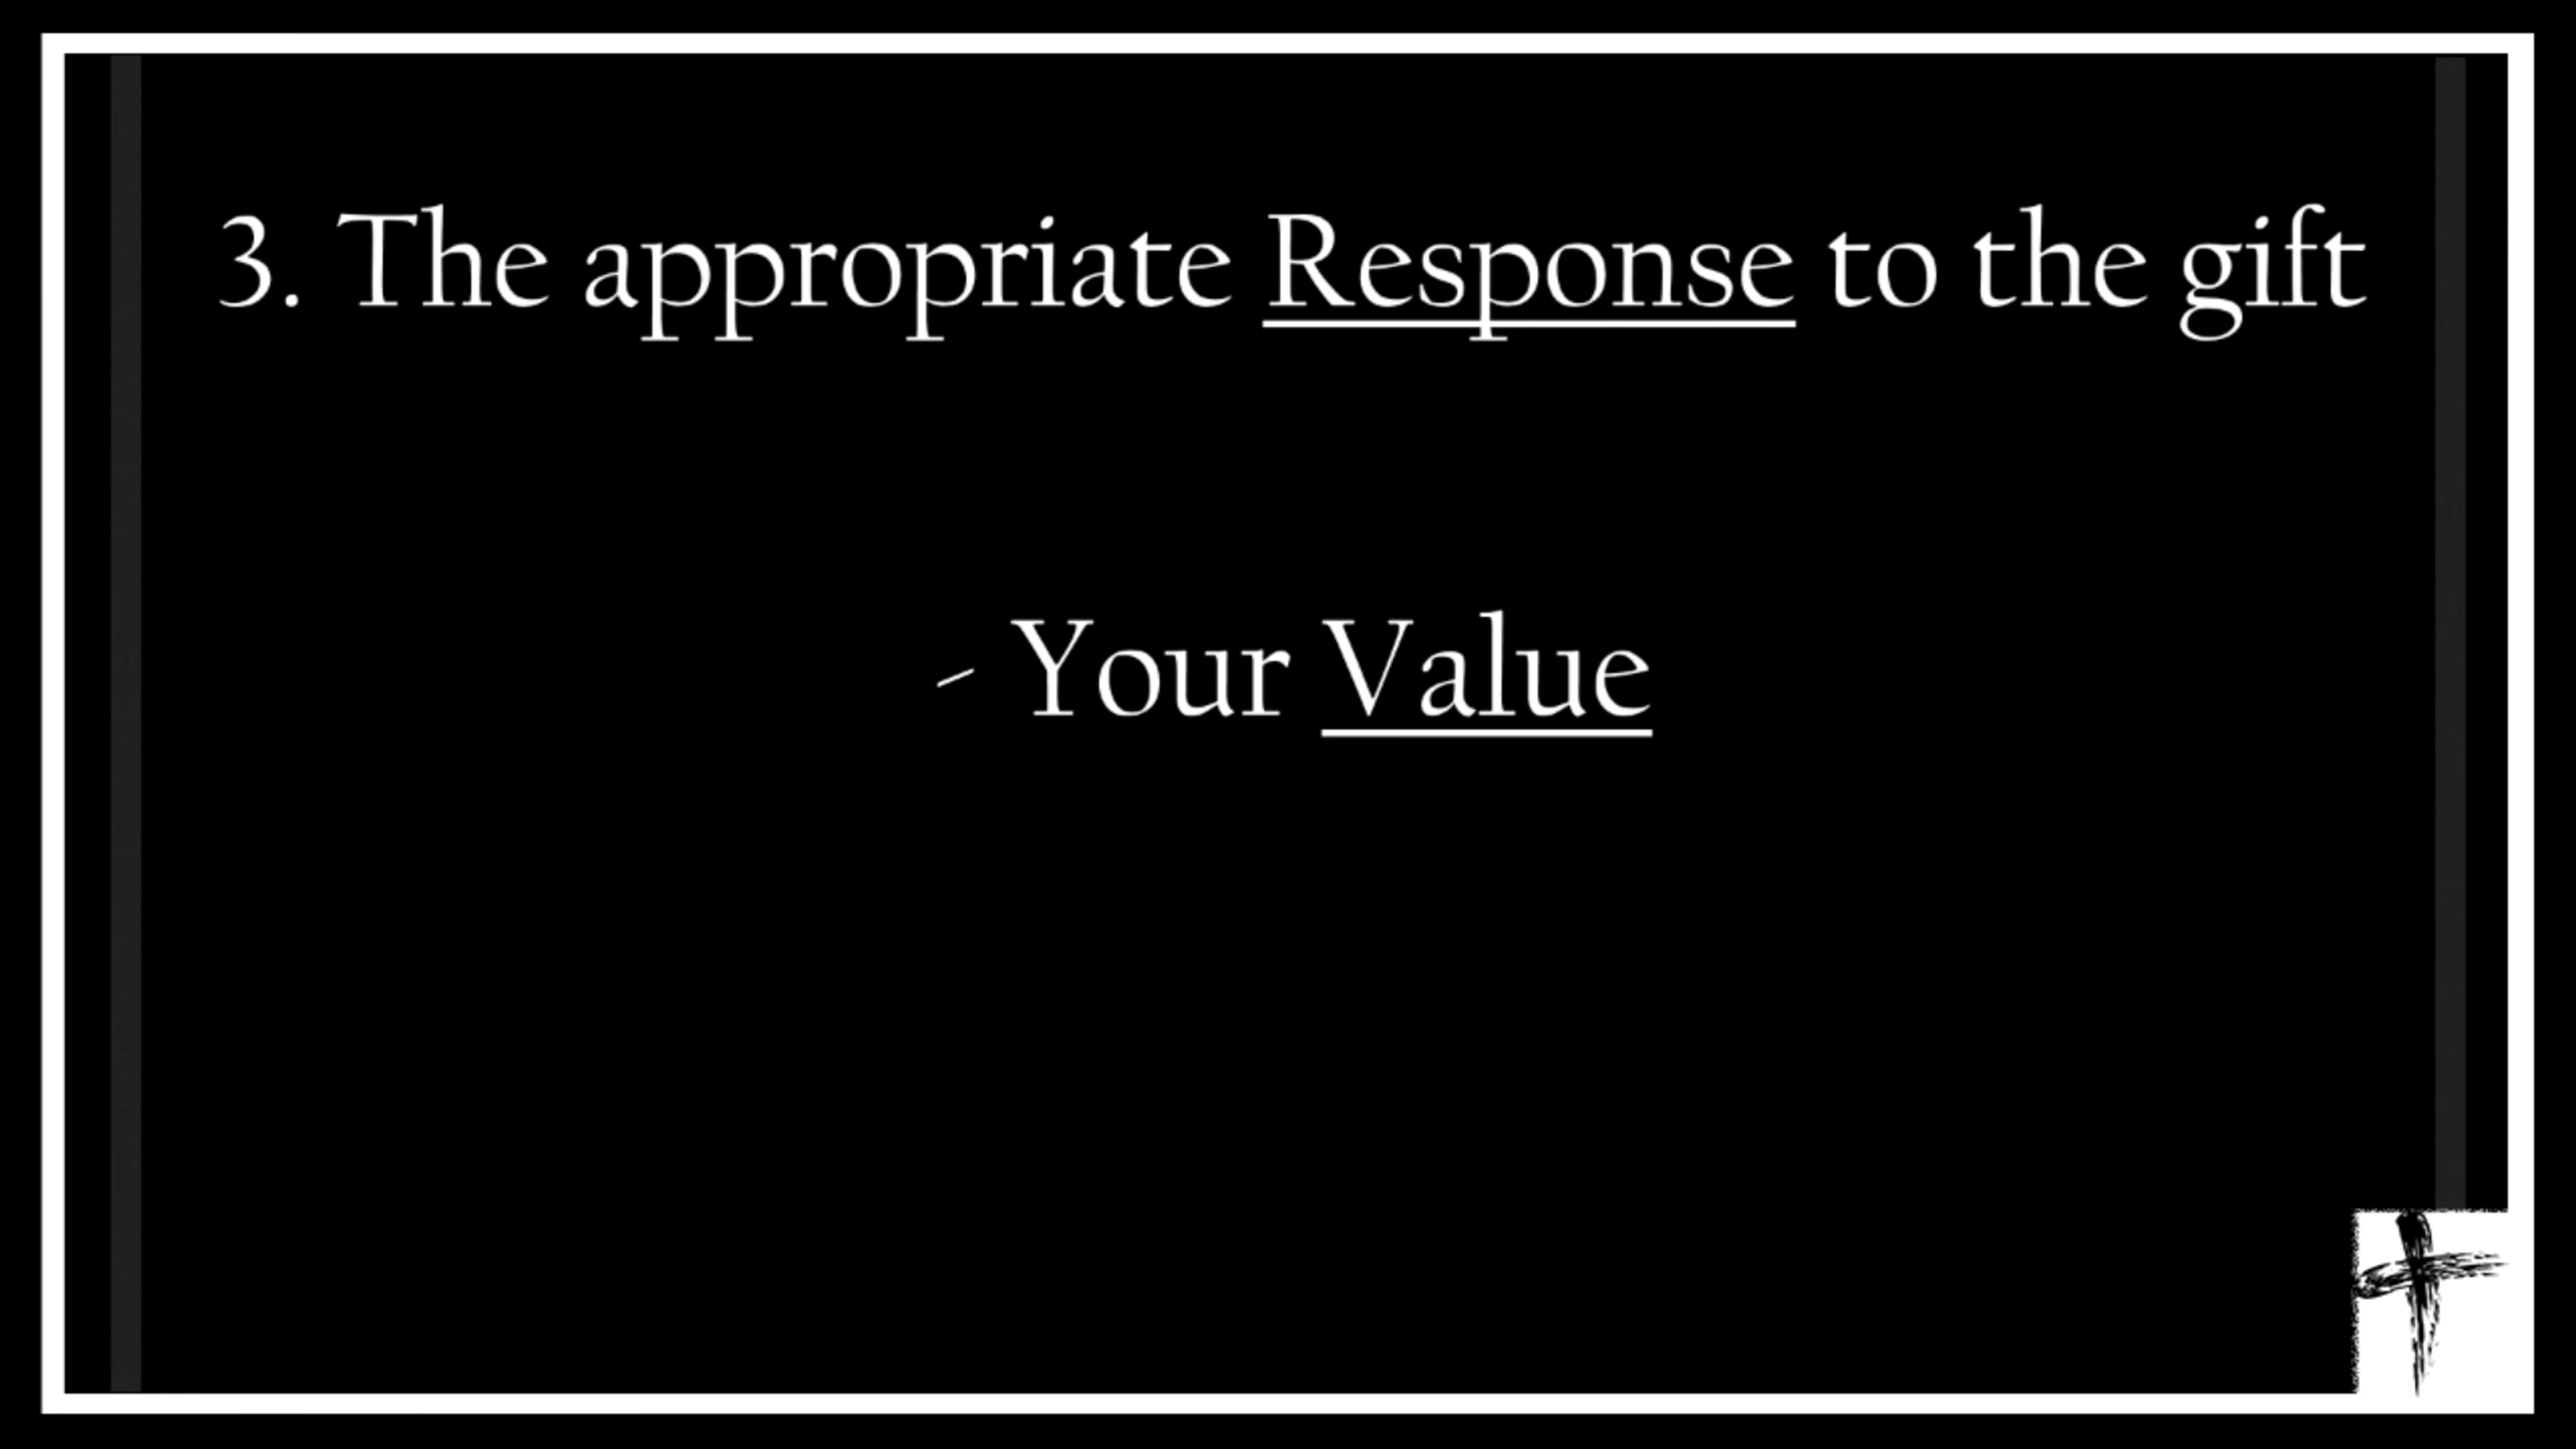 3. The appropriate Response to the gift
- Your Value